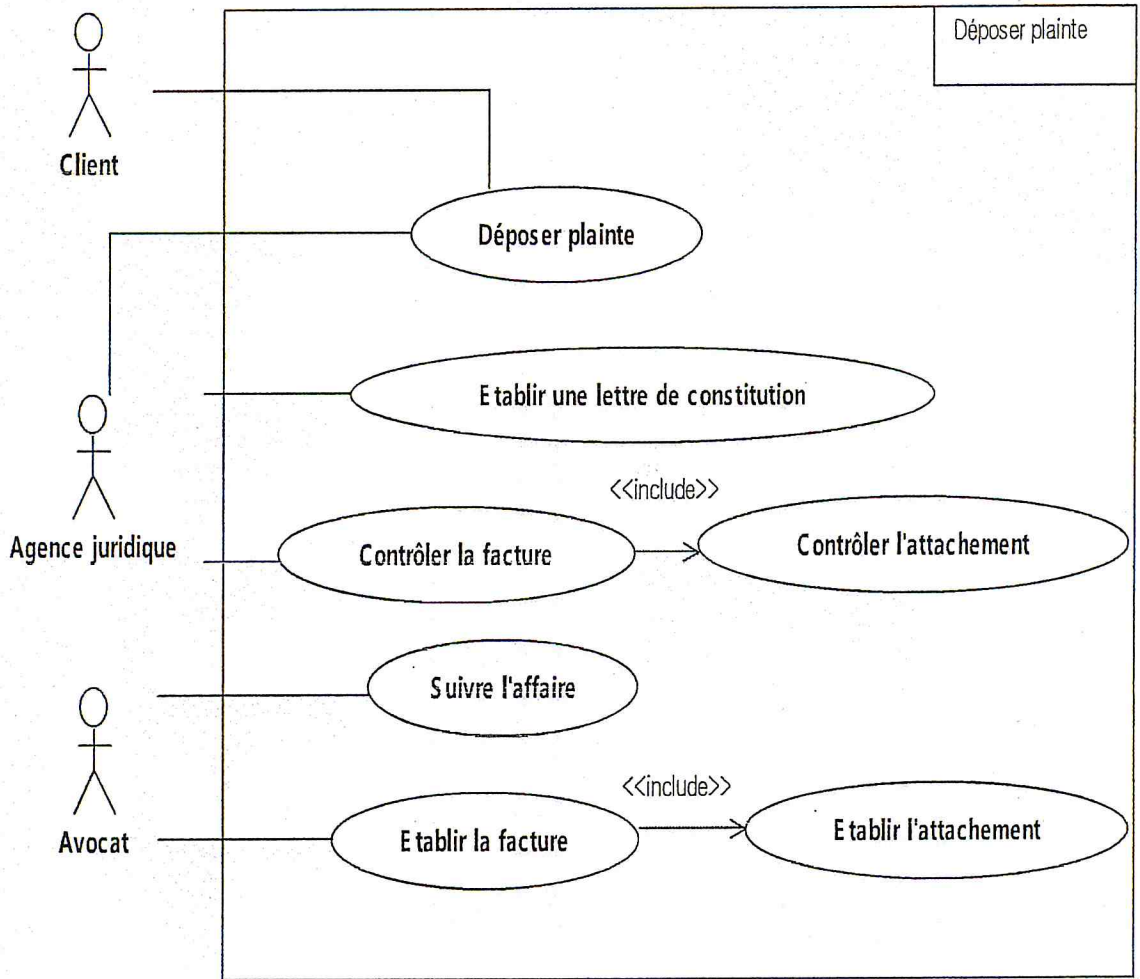 Déposer plainte
Client
Déposer plainte
Etablir une lettre de constitution
<<include>>
Agence juridique
Contrôler la facture
Contrôler l'attachement
Suivre l'affaire
<<include>>
Avocat
Etablir la facture
Etablir l'attachement